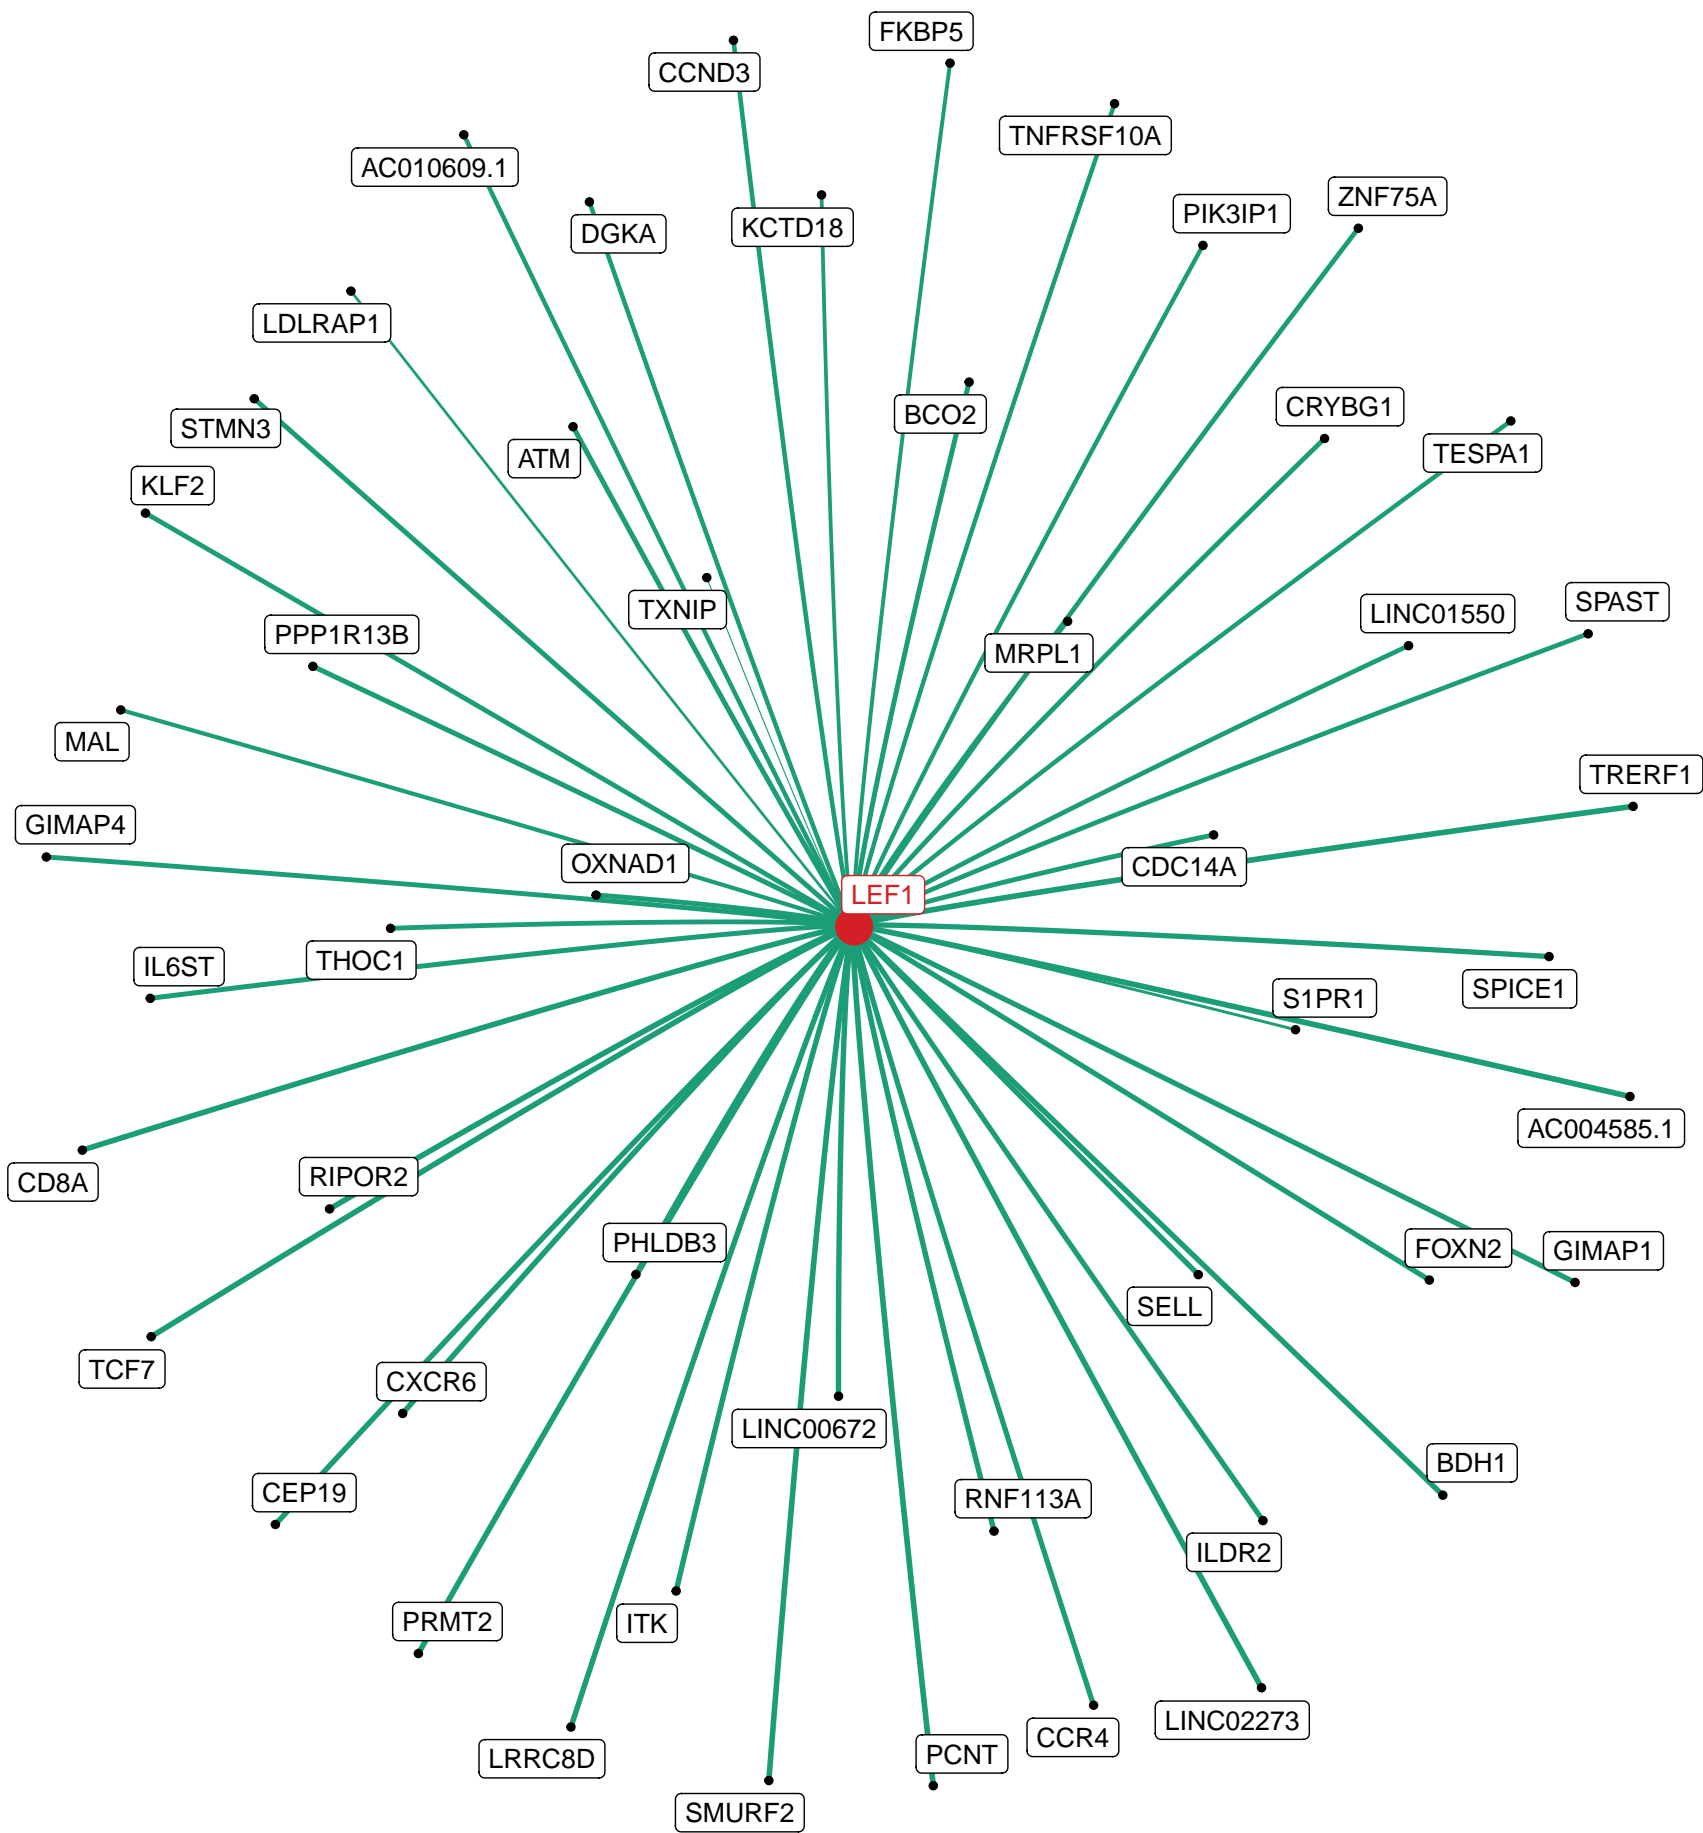 FKBP5
CCND3
TNFRSF10A
AC010609.1
ZNF75A
PIK3IP1
KCTD18
DGKA
LDLRAP1
CRYBG1
BCO2
STMN3
TESPA1
ATM
KLF2
SPAST
TXNIP
LINC01550
PPP1R13B
MRPL1
MAL
TRERF1
GIMAP4
OXNAD1
CDC14A
LEF1
THOC1
IL6ST
SPICE1
S1PR1
AC004585.1
RIPOR2
CD8A
PHLDB3
FOXN2
GIMAP1
SELL
TCF7
CXCR6
LINC00672
BDH1
CEP19
RNF113A
ILDR2
PRMT2
ITK
LINC02273
CCR4
PCNT
LRRC8D
SMURF2